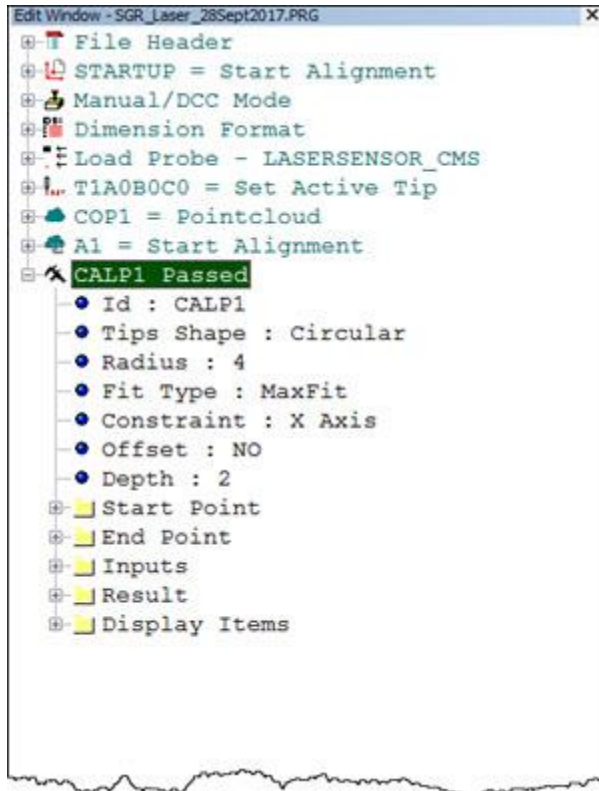 Edit Window - SGR_Laser_28Sept2017.PRG
File Header
STARTUP = Start Alignment
Manual/DCC Mode
Dimension Format
Load Probe - LASERSENSOR_CMS
T1A0B0C0 = Set Active Tip
COP1 = Pointcloud
A1 = Start Alignment
CALP1 Passed
Id : CALP1
Tips Shape : Circular
Radius : 4
Fit Type : MaxFit
Constraint : X Axis
Offset : NO
Depth : 2
Start Point
End Point
Inputs
Result
Display Items